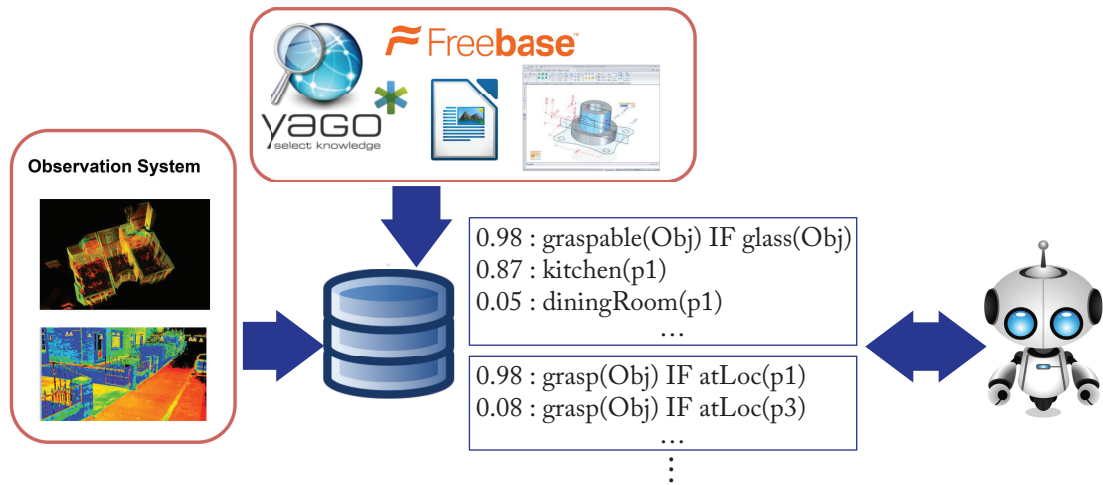 Freebase™
yago
select knowledge
Observation System
0.98 : graspable(Obj) IF glass(Obj)
0.87 : kitchen(p1)
0.05 : diningRoom(p1)
...
0.98 : grasp(Obj) IF atLoc(p1)
0.08 : grasp(Obj) IF atLoc(p3)
...
⋮